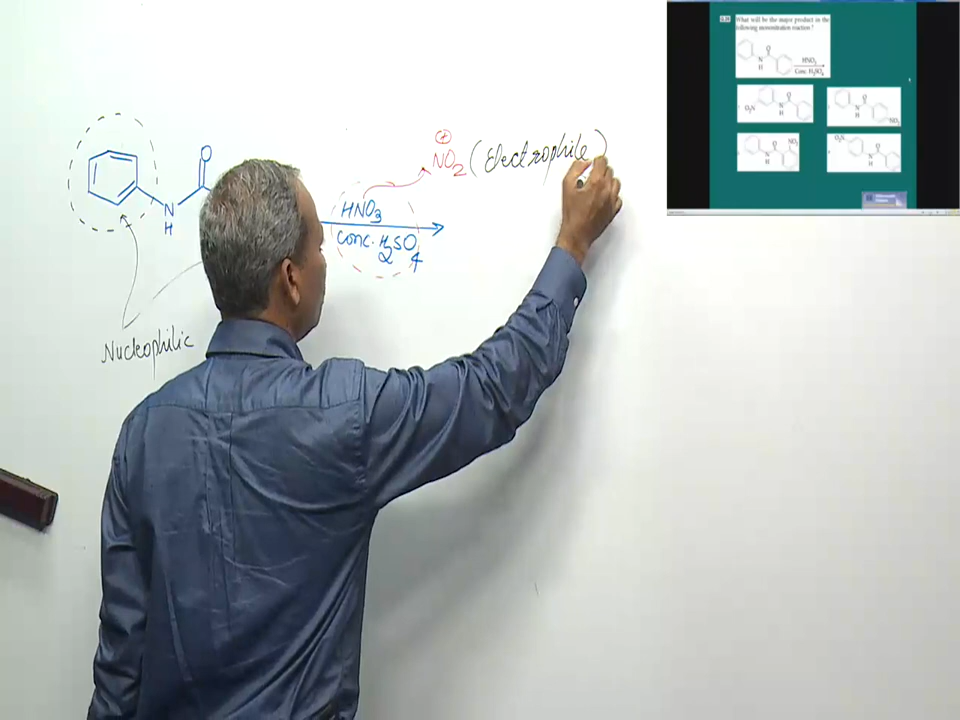 What will be the major product in the
following mononitration reaction ?
O
N
H
HNO3
Conc. H2SO4
O2N
N
H
O
N
H
O
NO2
N
H
O
NO2
O2N
N
H
O
O
N
H
HNO3
conc. H2SO4
⊕
NO2 (Electrophile)
Nucleophilic